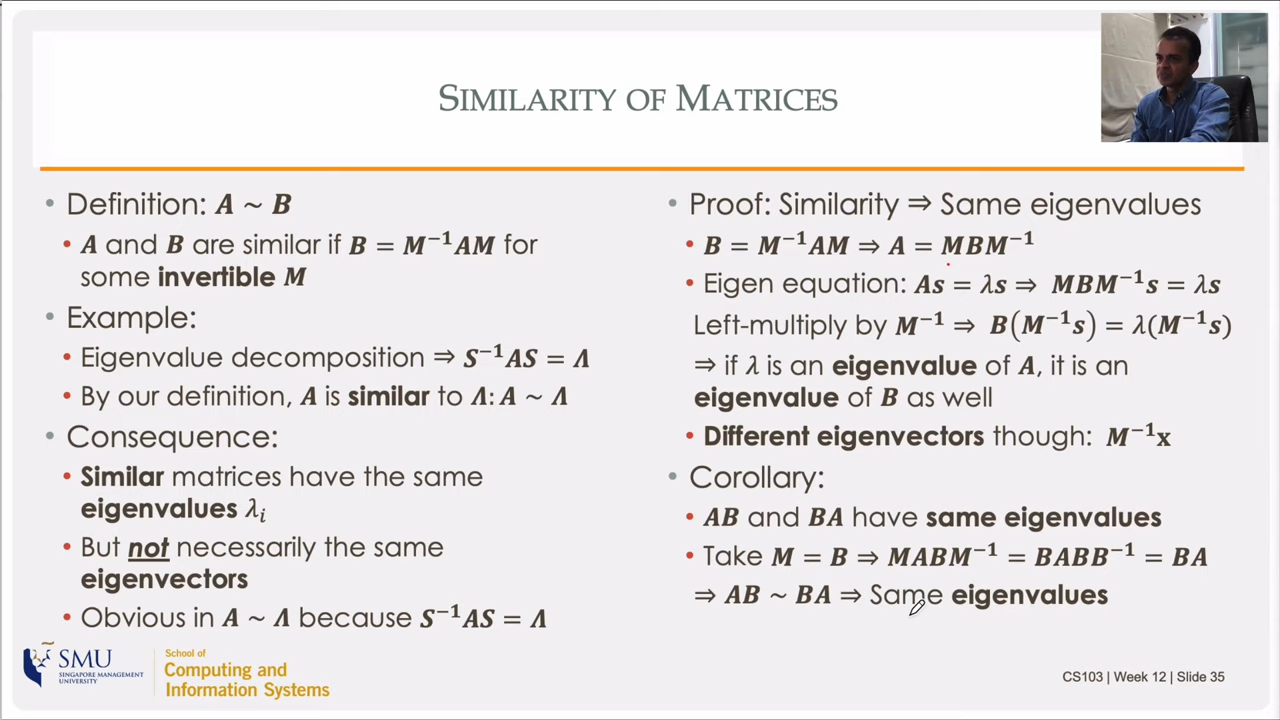 SIMILARITY OF MATRICES
• Definition: A ~ B
• A and B are similar if B = M⁻¹AM for
some invertible M
• Example:
• Eigenvalue decomposition ⇒ S⁻¹AS = Λ
• By our definition, A is similar to Λ: A ~ Λ
• Consequence:
• Similar matrices have the same
eigenvalues λᵢ
• But not necessarily the same
eigenvectors
• Obvious in A ~ Λ because S⁻¹AS = Λ
• Proof: Similarity ⇒ Same eigenvalues
• B = M⁻¹AM ⇒ A = MBM⁻¹
• Eigen equation: As = λs ⇒ MBM⁻¹s = λs
Left-multiply by M⁻¹ ⇒ B(M⁻¹s) = λ(M⁻¹s)
⇒ if λ is an eigenvalue of A, it is an
eigenvalue of B as well
• Different eigenvectors though: M⁻¹x
• Corollary:
• AB and BA have same eigenvalues
• Take M = B ⇒ MABM⁻¹ = BABB⁻¹ = BA
⇒ AB ~ BA ⇒ Same eigenvalues
SMU
SINGAPORE MANAGEMENT
UNIVERSITY
School of
Computing and
Information Systems
CS103 | Week 12 | Slide 35